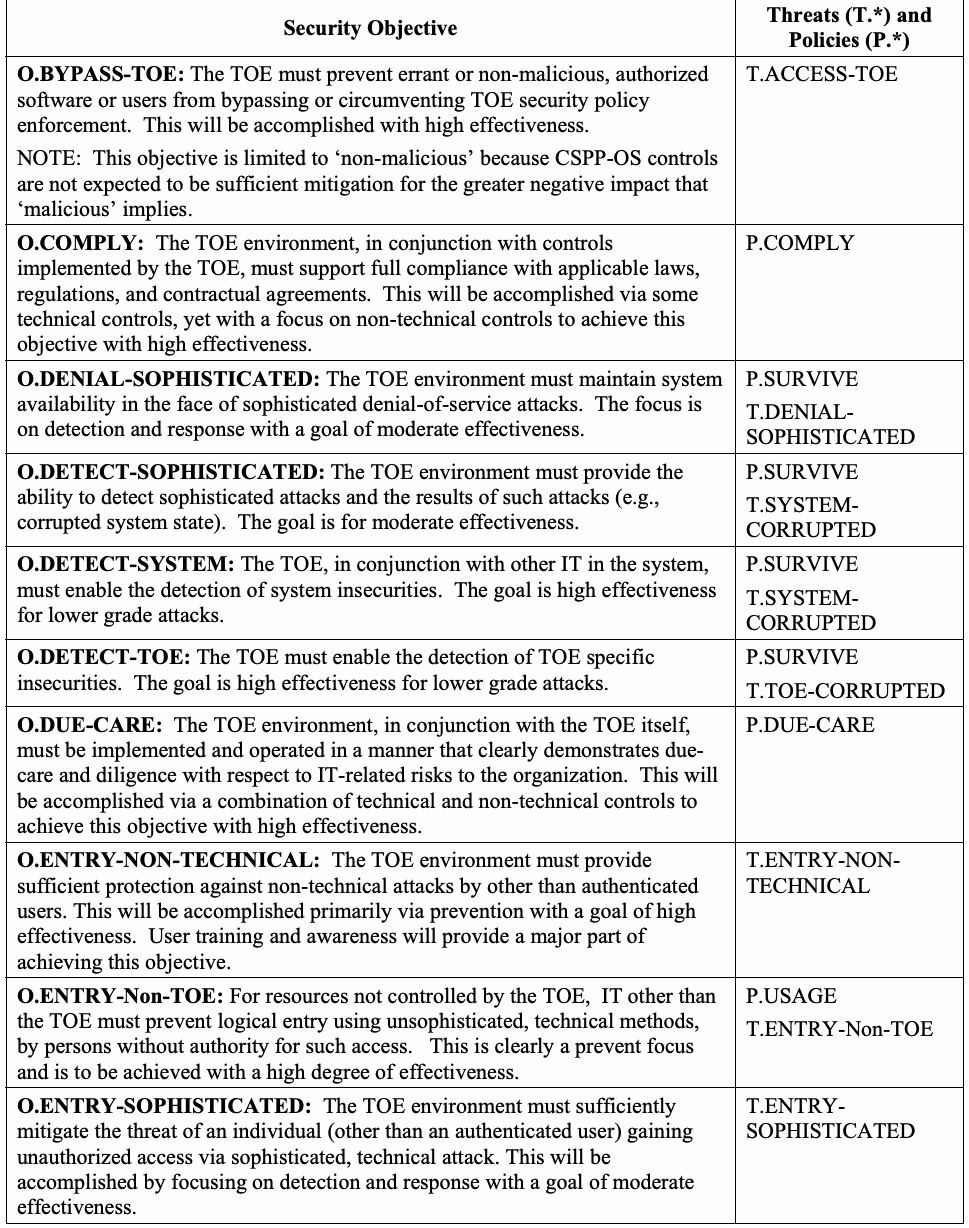 Security Objective
Threats (T.*) and
Policies (P.*)
O.BYPASS-TOE: The TOE must prevent errant or non-malicious, authorized
software or users from bypassing or circumventing TOE security policy
enforcement. This will be accomplished with high effectiveness.
NOTE: This objective is limited to ‘non-malicious’ because CSPP-OS controls
are not expected to be sufficient mitigation for the greater negative impact that
‘malicious’ implies.
T.ACCESS-TOE
O.COMPLY: The TOE environment, in conjunction with controls
implemented by the TOE, must support full compliance with applicable laws,
regulations, and contractual agreements. This will be accomplished via some
technical controls, yet with a focus on non-technical controls to achieve this
objective with high effectiveness.
P.COMPLY
O.DENIAL-SOPHISTICATED: The TOE environment must maintain system
availability in the face of sophisticated denial-of-service attacks. The focus is
on detection and response with a goal of moderate effectiveness.
P.SURVIVE
T.DENIAL-
SOPHISTICATED
O.DETECT-SOPHISTICATED: The TOE environment must provide the
ability to detect sophisticated attacks and the results of such attacks (e.g.,
corrupted system state). The goal is for moderate effectiveness.
P.SURVIVE
T.SYSTEM-
CORRUPTED
O.DETECT-SYSTEM: The TOE, in conjunction with other IT in the system,
must enable the detection of system insecurities. The goal is high effectiveness
for lower grade attacks.
P.SURVIVE
T.SYSTEM-
CORRUPTED
O.DETECT-TOE: The TOE must enable the detection of TOE specific
insecurities. The goal is high effectiveness for lower grade attacks.
P.SURVIVE
T.TOE-CORRUPTED
O.DUE-CARE: The TOE environment, in conjunction with the TOE itself,
must be implemented and operated in a manner that clearly demonstrates due-
care and diligence with respect to IT-related risks to the organization. This will
be accomplished via a combination of technical and non-technical controls to
achieve this objective with high effectiveness.
P.DUE-CARE
O.ENTRY-NON-TECHNICAL: The TOE environment must provide
sufficient protection against non-technical attacks by other than authenticated
users. This will be accomplished primarily via prevention with a goal of high
effectiveness. User training and awareness will provide a major part of
achieving this objective.
T.ENTRY-NON-
TECHNICAL
O.ENTRY-Non-TOE: For resources not controlled by the TOE, IT other than
the TOE must prevent logical entry using unsophisticated, technical methods,
by persons without authority for such access. This is clearly a prevent focus
and is to be achieved with a high degree of effectiveness.
P.USAGE
T.ENTRY-Non-TOE
O.ENTRY-SOPHISTICATED: The TOE environment must sufficiently
mitigate the threat of an individual (other than an authenticated user) gaining
unauthorized access via sophisticated, technical attack. This will be
accomplished by focusing on detection and response with a goal of moderate
effectiveness.
T.ENTRY-
SOPHISTICATED